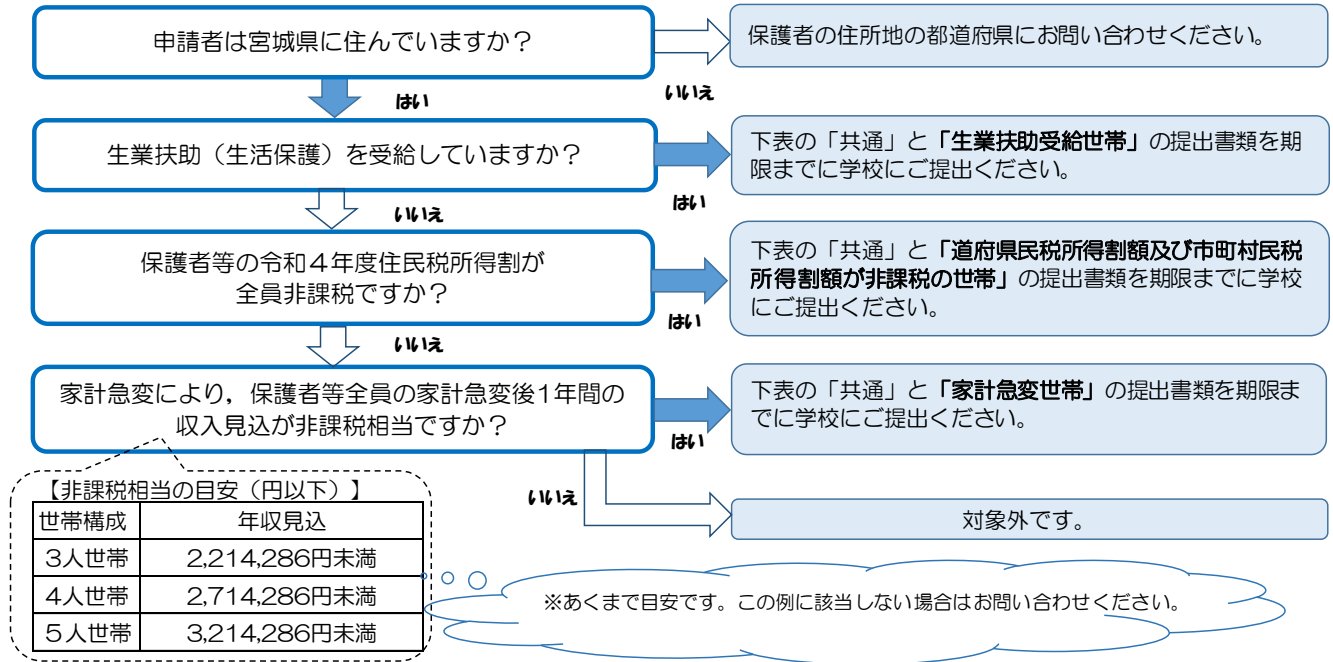 申請者は宮城県に住んでいますか？
保護者の住所地の都道府県にお問い合わせください。
はい
いいえ
生業扶助（生活保護）を受給していますか？
下表の「共通」と「生業扶助受給世帯」の提出書類を期
限までに学校にご提出ください。
はい
いいえ
保護者等の令和４年度住民税所得割が
全員非課税ですか？
下表の「共通」と「道府県民税所得割額及び市町村民税
所得割額が非課税の世帯」の提出書類を期限までに学校
にご提出ください。
はい
いいえ
家計急変により，保護者等全員の家計急変後1年間の
収入見込が非課税相当ですか？
下表の「共通」と「家計急変世帯」の提出書類を期限ま
でに学校にご提出ください。
はい
いいえ
対象外です。
【非課税相当の目安（円以下）】
世帯構成 年収見込
3人世帯 2,214,286円未満
4人世帯 2,714,286円未満
５人世帯 3,214,286円未満
※あくまで目安です。この例に該当しない場合はお問い合わせください。